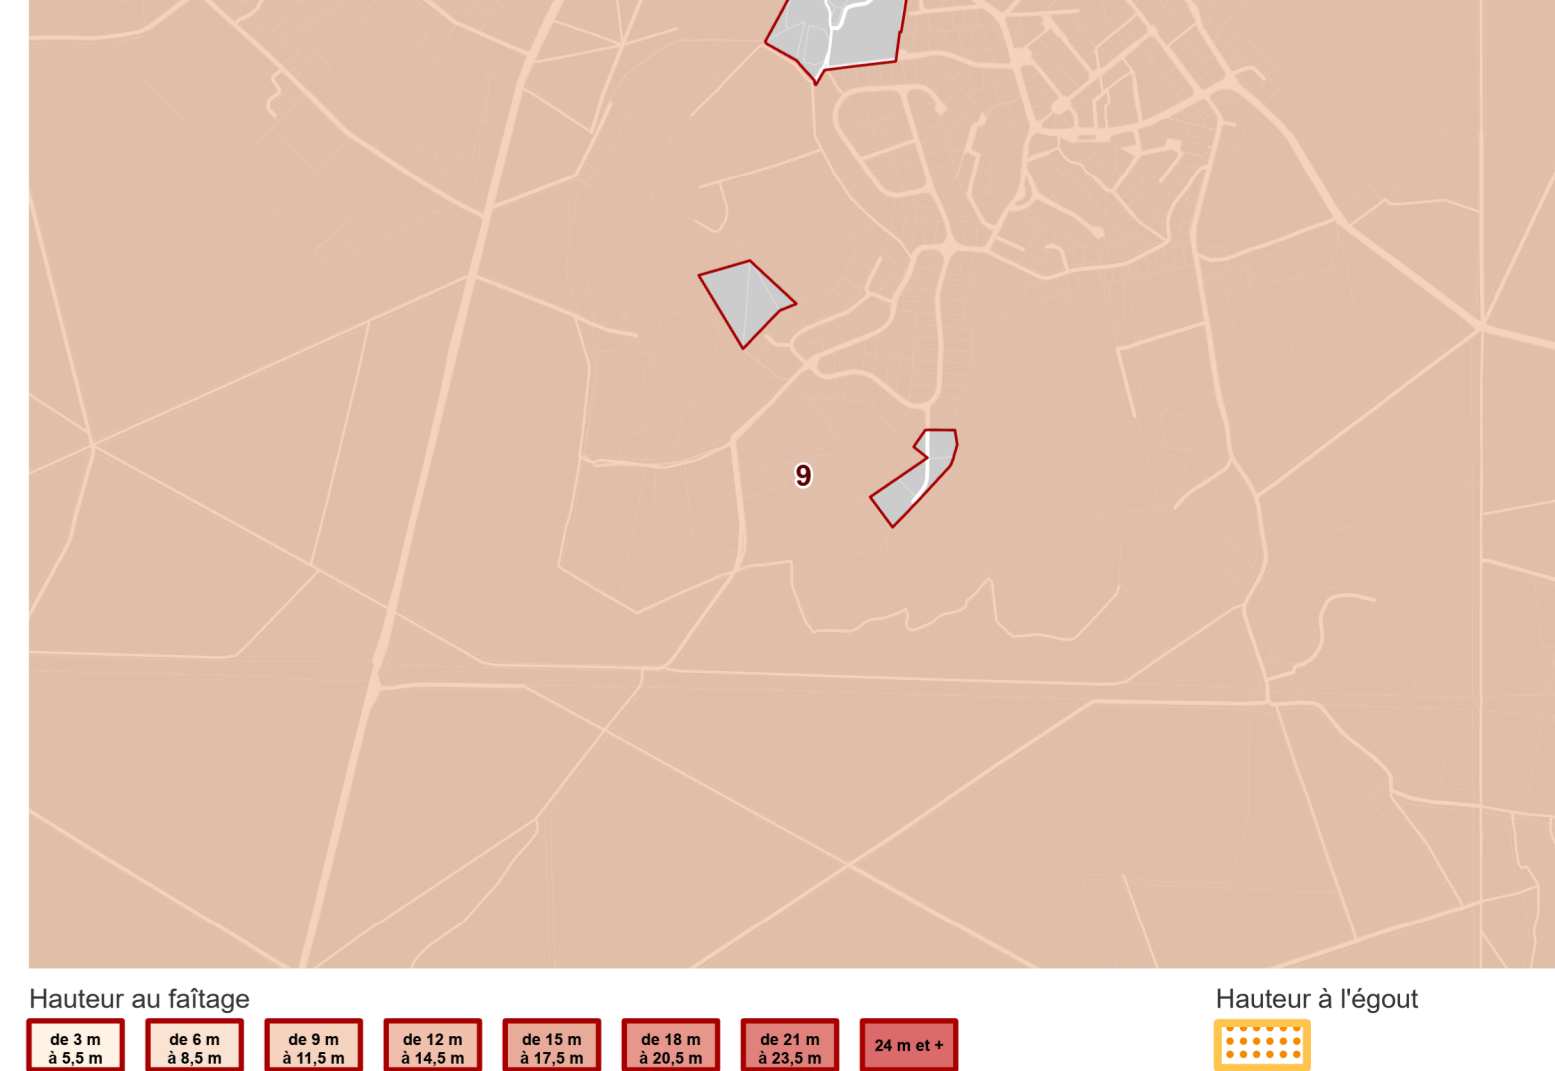 9
Hauteur au faîtage
Hauteur à l'égout
de 3 m
à 5,5 m
de 6 m
à 8,5 m
de 9 m
à 11,5 m
de 12 m
à 14,5 m
de 15 m
à 17,5 m
de 18 m
à 20,5 m
de 21 m
à 23,5 m
24 m et +